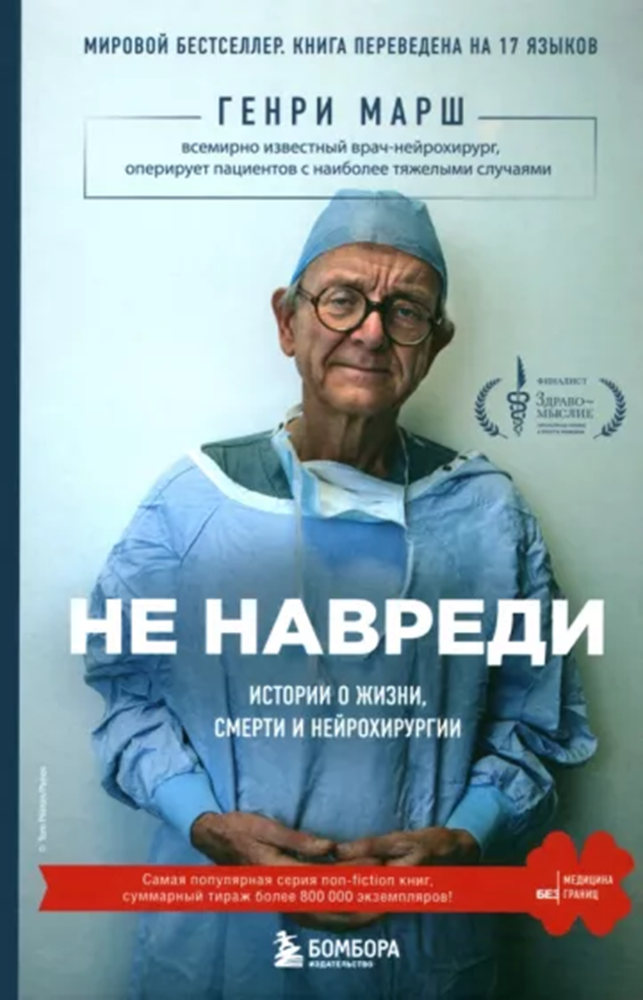 МИРОВОЙ БЕСТСЕЛЛЕР. КНИГА ПЕРЕВЕДЕНА НА 17 ЯЗЫКОВ
ГЕНРИ МАРШ
всемирно известный врач-нейрохирург,
оперирует пациентов с наиболее тяжелыми случаями
ФИНАЛИСТ
ЗДРАВО~
МЫСЛИЕ
НЕ НАВРЕДИ
ИСТОРИИ О ЖИЗНИ,
СМЕРТИ И НЕЙРОХИРУРГИИ
Самая популярная серия non-fiction книг,
суммарный тираж более 800 000 экземпляров!
МЕДИЦИНА
БЕЗ ГРАНИЦ
БОМБОРА
ИЗДАТЕЛЬСТВО